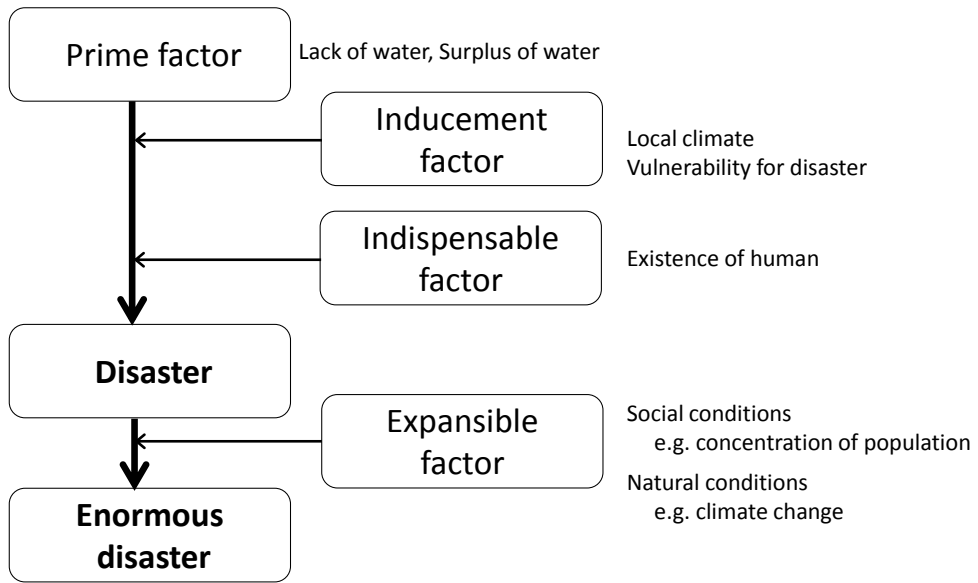 Prime factor
Lack of water, Surplus of water
Inducement
factor
Local climate
Vulnerability for disaster
Indispensable
factor
Existence of human
Disaster
Expansible
factor
Social conditions
e.g. concentration of population
Natural conditions
e.g. climate change
Enormous
disaster